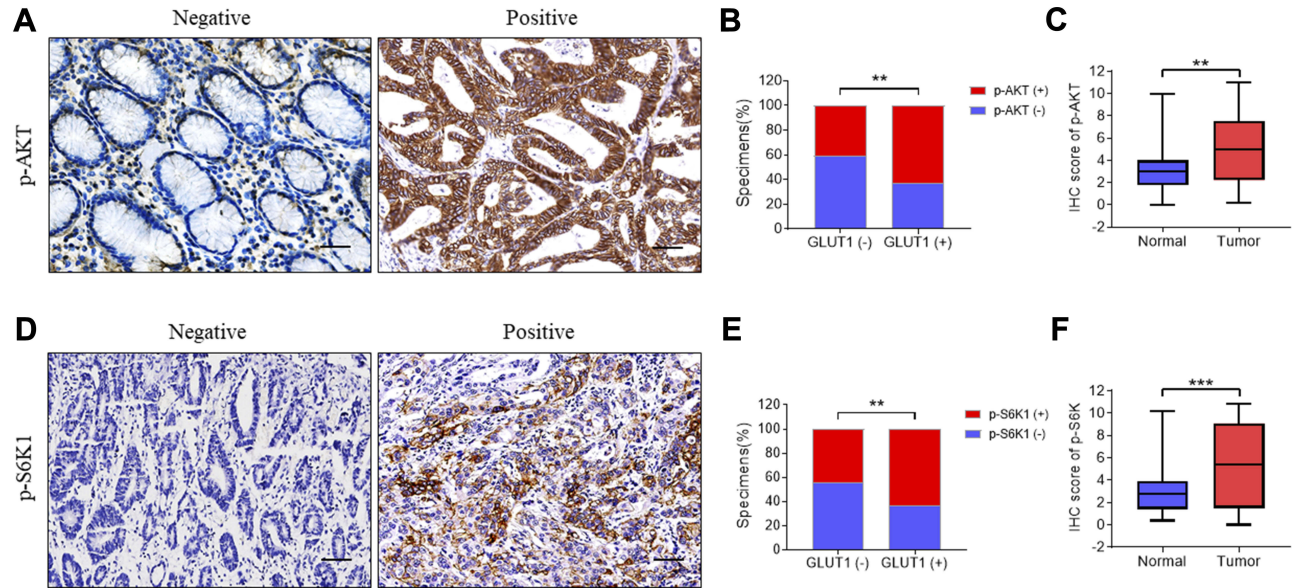 A
Negative
Positive
p-AKT
B
**
120
100
80
60
40
20
0
Specimens(%)
GLUT1 (-)
GLUT1 (+)
p-AKT (+)
p-AKT (-)
C
**
12
10
8
6
4
2
0
-2
IHC score of p-AKT
Normal
Tumor
D
Negative
Positive
p-S6K1
E
**
120
100
80
60
40
20
0
Specimens(%)
GLUT1 (-)
GLUT1 (+)
p-S6K1 (+)
p-S6K1 (-)
F
***
12
10
8
6
4
2
0
-2
IHC score of p-S6K
Normal
Tumor